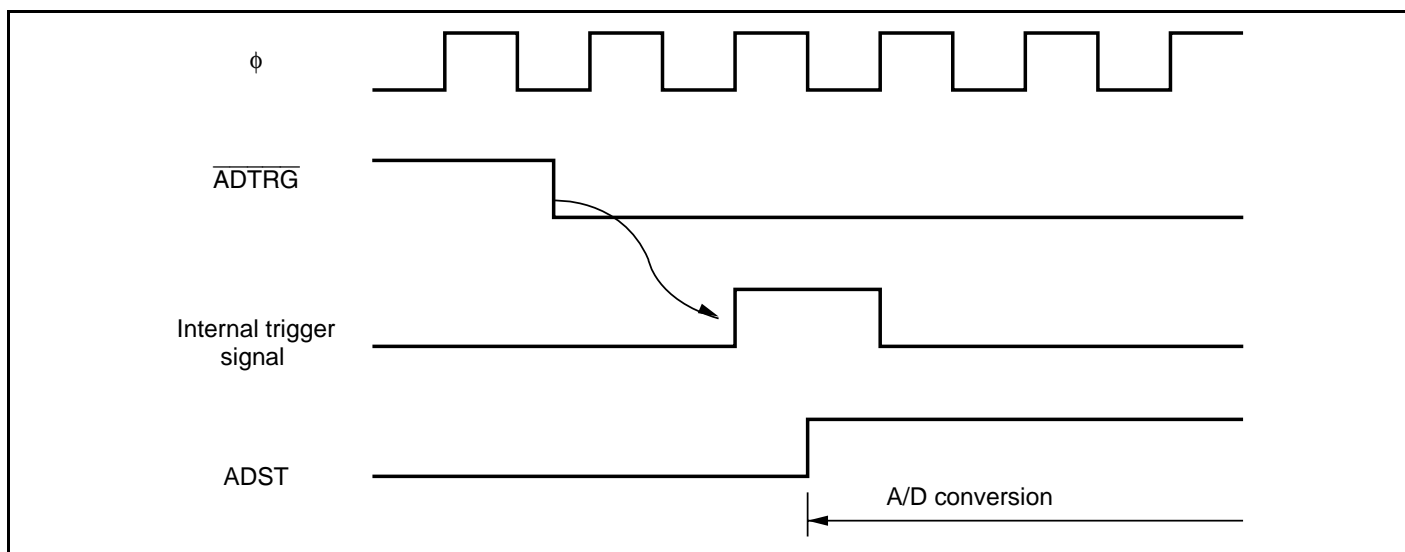 ϕ
ADTRG
Internal trigger
signal
ADST
A/D conversion